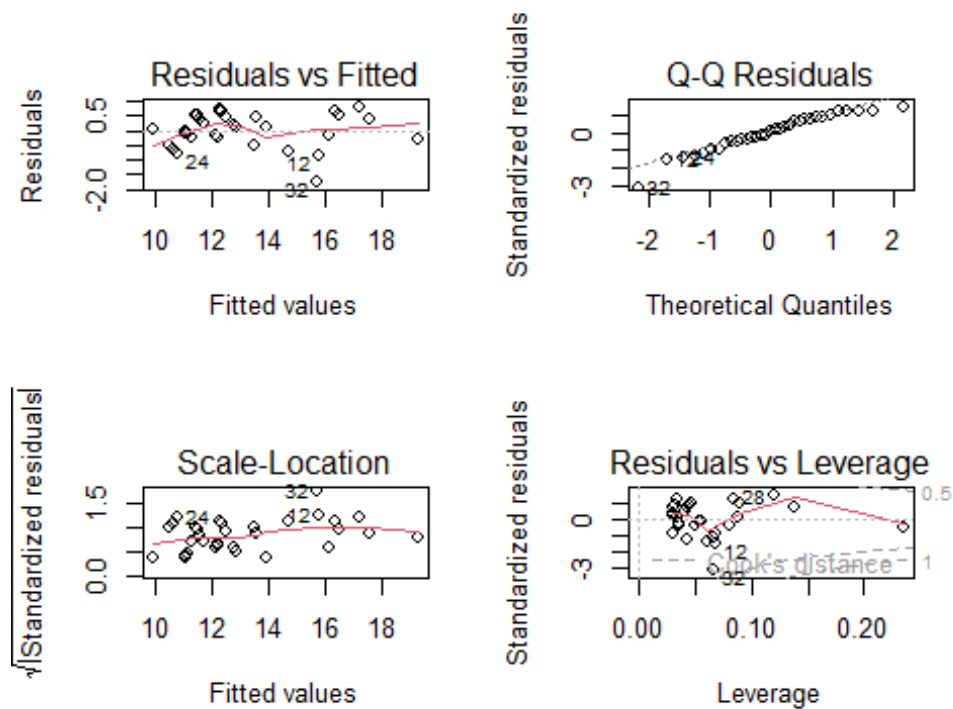 Residuals vs Fitted
Residuals
0.5
-2.0
24
12
32
10 12 14 16 18
Fitted values
Q-Q Residuals
Standardized residuals
0
-3
32
24
-2 -1 0 1 2
Theoretical Quantiles
Scale-Location
√|Standardized residuals|
1.5
0.0
32
24
12
10 12 14 16 18
Fitted values
Residuals vs Leverage
Standardized residuals
0
-3
28
0.5
12
1
Cook's distance
32
0.00 0.10 0.20
Leverage